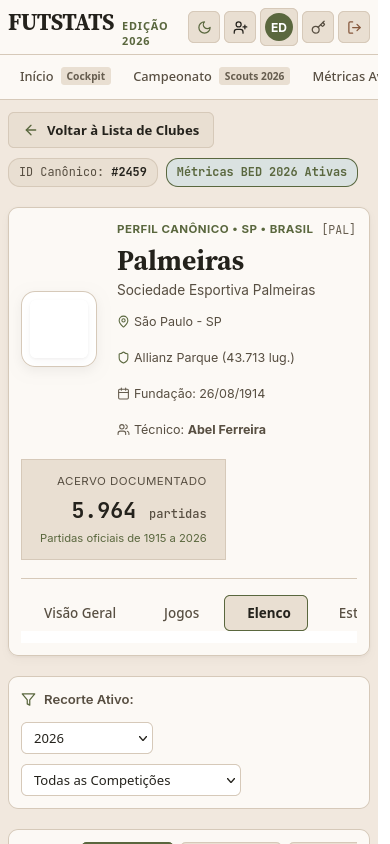 FUTSTATS
EDIÇÃO
2026
ED
Início Cockpit Campeonato Scouts 2026 Métricas Av
Voltar à Lista de Clubes
ID Canônico: #2459 Métricas BED 2026 Ativas
PERFIL CANÔNICO • SP • BRASIL [PAL]
Palmeiras
Sociedade Esportiva Palmeiras
São Paulo - SP
Allianz Parque (43.713 lug.)
Fundação: 26/08/1914
Técnico: Abel Ferreira
ACERVO DOCUMENTADO
5.964 partidas
Partidas oficiais de 1915 a 2026
Visão Geral Jogos Elenco Est
Recorte Ativo:
2026
Todas as Competições